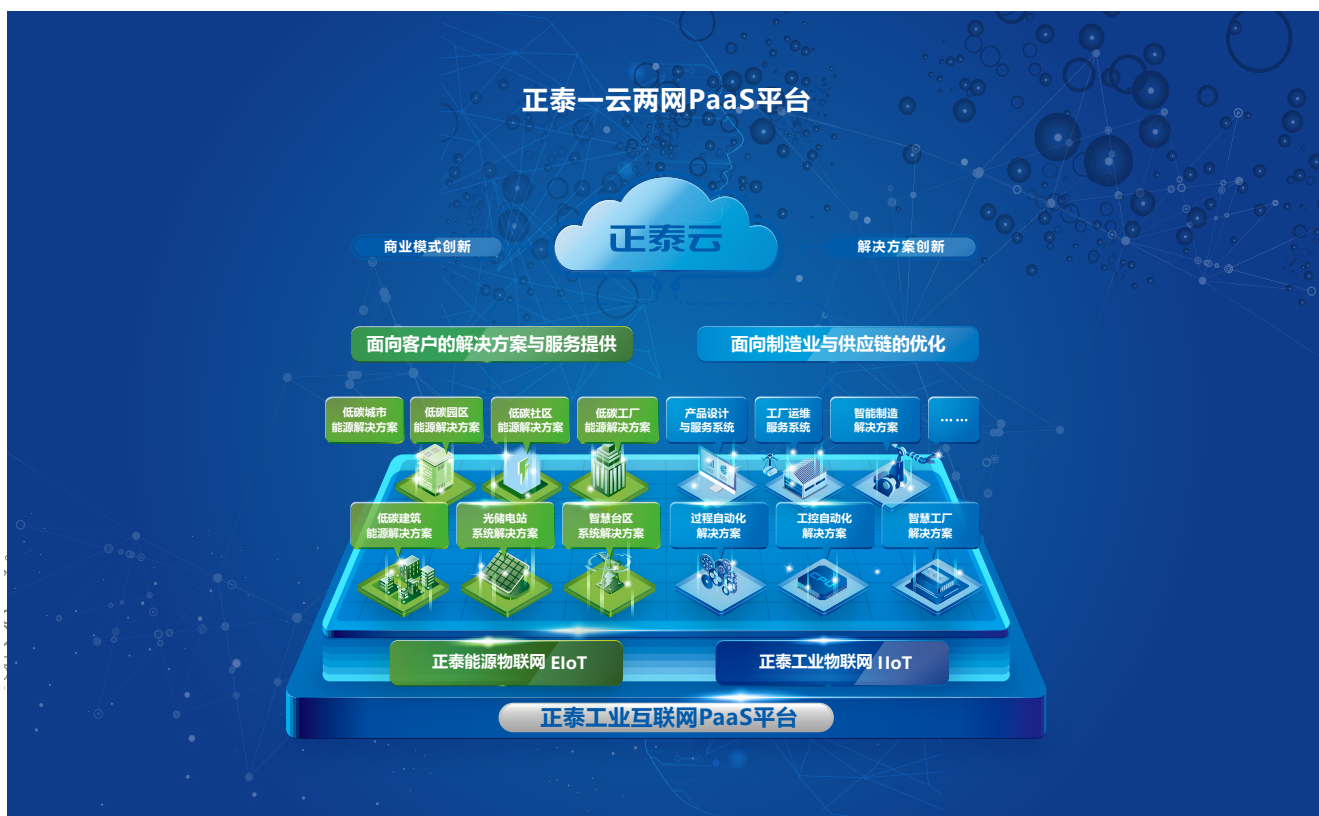 正泰一云两网PaaS平台
正泰云
商业模式创新
解决方案创新
面向客户的解决方案与服务提供
面向制造业与供应链的优化
低碳城市
能源解决方案
低碳园区
能源解决方案
低碳社区
能源解决方案
低碳工厂
能源解决方案
产品设计
与服务系统
工厂运维
服务系统
智能制造
解决方案
……
低碳建筑
能源解决方案
光储电站
系统解决方案
智慧台区
系统解决方案
过程自动化
解决方案
工控自动化
解决方案
智慧工厂
解决方案
CPU
正泰能源物联网 EIoT
正泰工业物联网 IIoT
正泰工业互联网PaaS平台